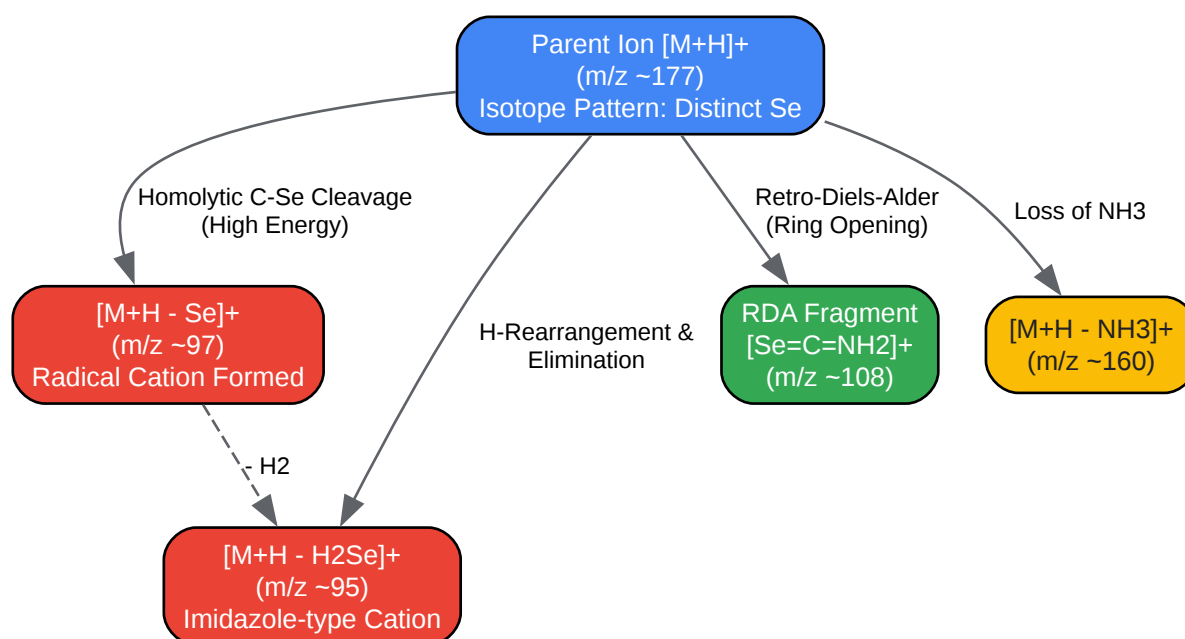 Parent Ion [M+H]+
(m/z ~177)
Isotope Pattern: Distinct Se
Homolytic C-Se Cleavage
(High Energy)
Retro-Diels-Alder
(Ring Opening)
Loss of NH3
[M+H - Se]+
(m/z ~97)
Radical Cation Formed
H-Rearrangement &
Elimination
RDA Fragment
[Se=C=NH2]+
(m/z ~108)
[M+H - NH3]+
(m/z ~160)
- H2
[M+H - H2Se]+
(m/z ~95)
Imidazole-type Cation